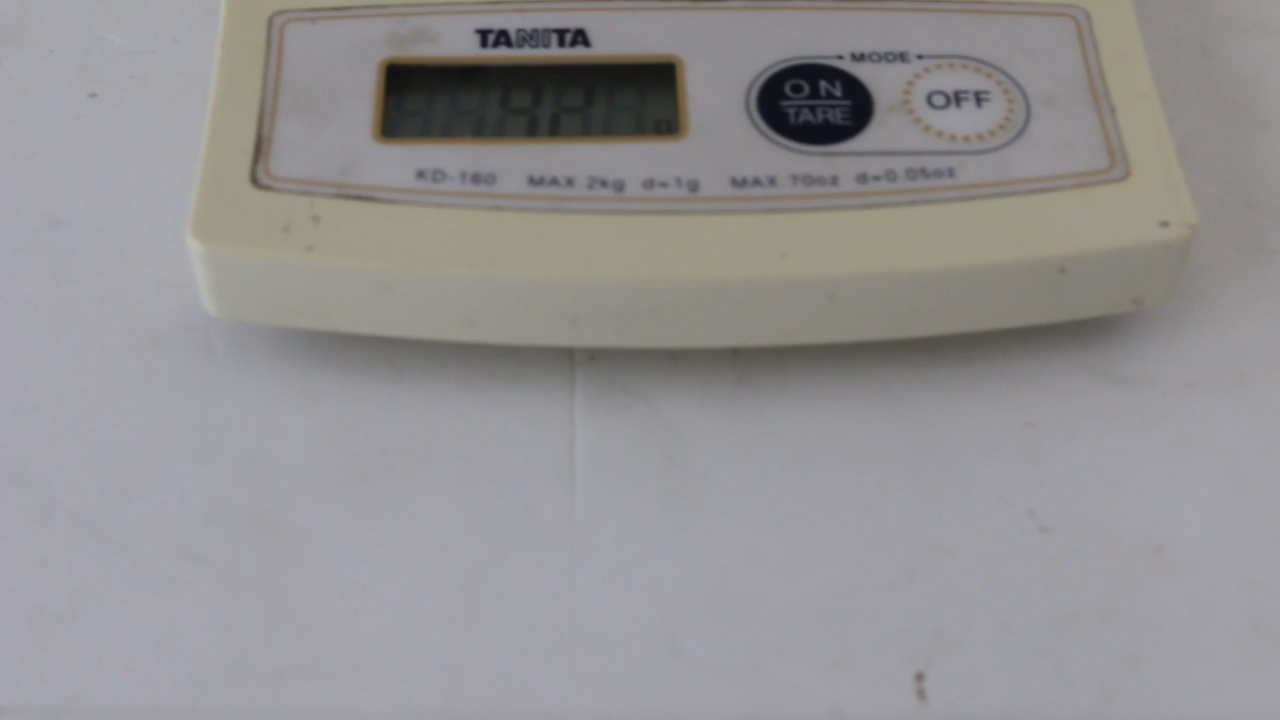 TANITA
MODE
ON
TARE
OFF
KD-160 MAX 2kg d=1g MAX 70oz d=0.05oz